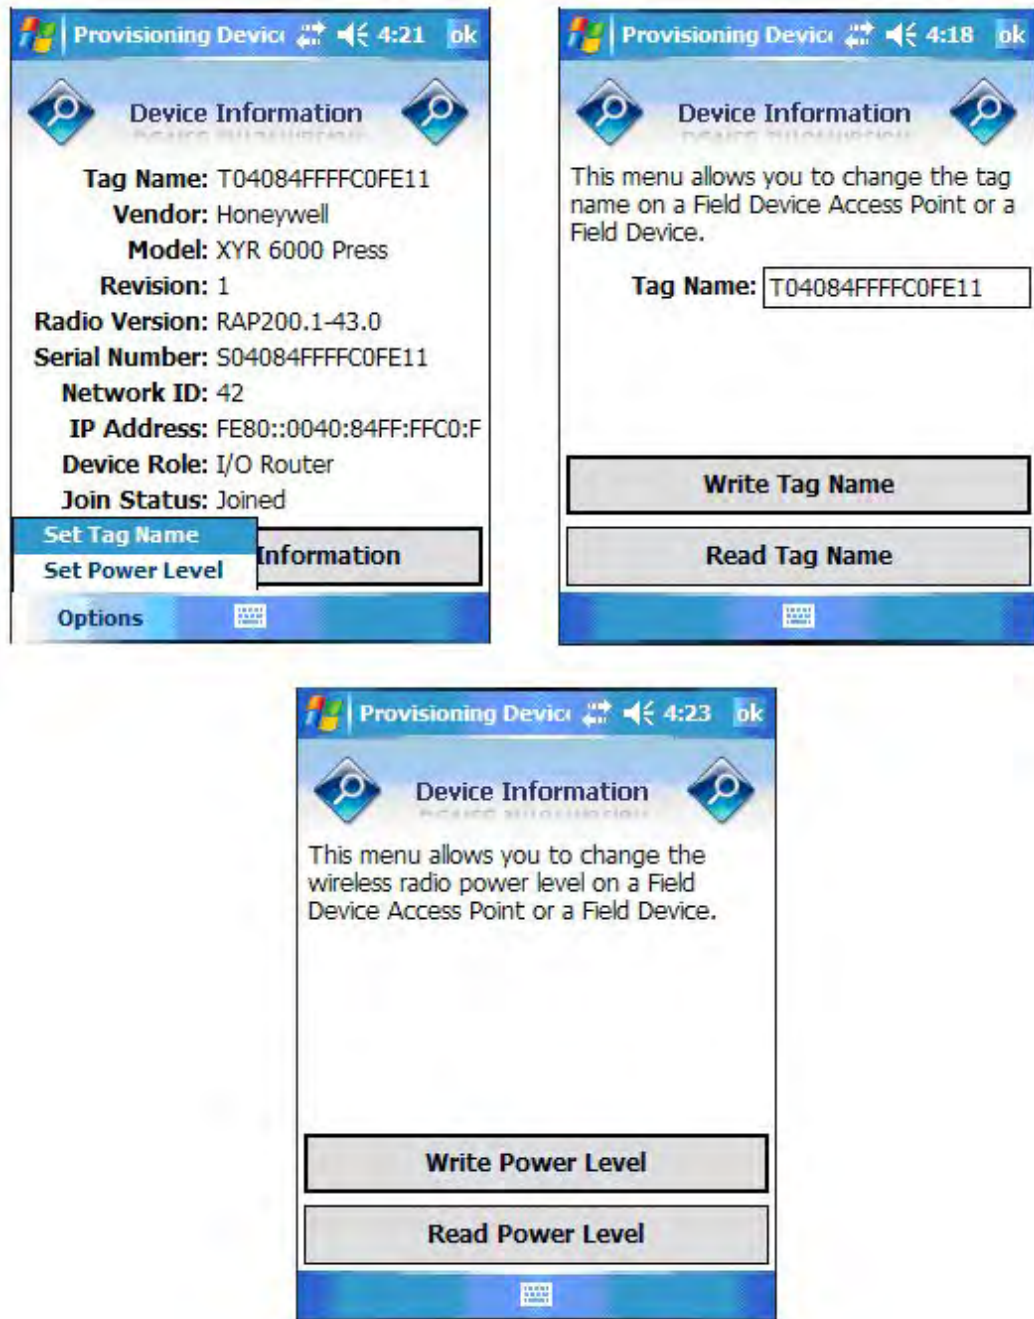 Provisioning Devic 4:21 ok
Device Information
Tag Name: T04084FFFFC0FE11
Vendor: Honeywell
Model: XYR 6000 Press
Revision: 1
Radio Version: RAP200.1-43.0
Serial Number: S04084FFFFC0FE11
Network ID: 42
IP Address: FE80::0040:84FF:FFC0:F
Device Role: I/O Router
Join Status: Joined
Set Tag Name
Set Power Level
Information
Options
Provisioning Devic 4:18 ok
Device Information
This menu allows you to change the tag
name on a Field Device Access Point or a
Field Device.
Tag Name: T04084FFFFC0FE11
Write Tag Name
Read Tag Name
Provisioning Devic 4:23 ok
Device Information
This menu allows you to change the
wireless radio power level on a Field
Device Access Point or a Field Device.
Write Power Level
Read Power Level